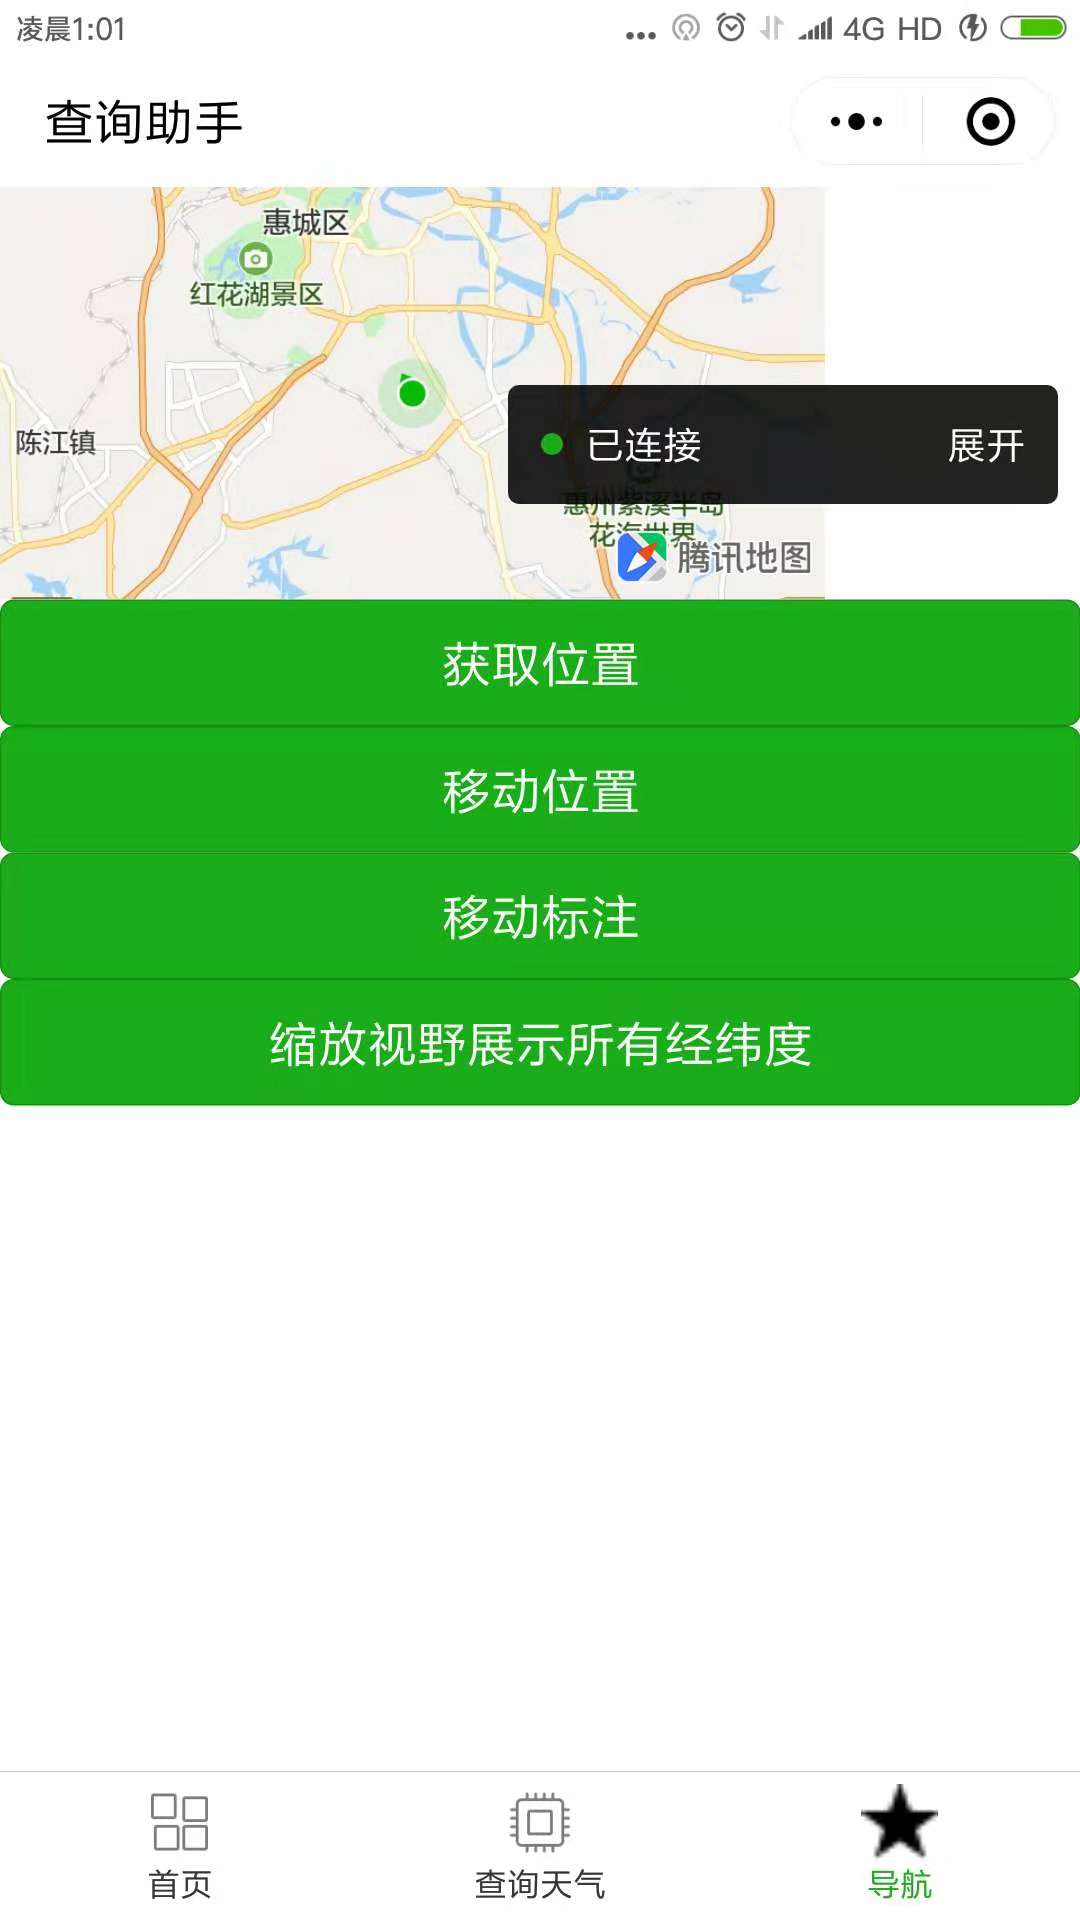 凌晨1:01
4G HD
查询助手
惠城区
红花湖景区
陈江镇
已连接 展开
惠州紫溪半岛
花海世界
腾讯地图
获取位置
移动位置
移动标注
缩放视野展示所有经纬度
首页 查询天气 导航